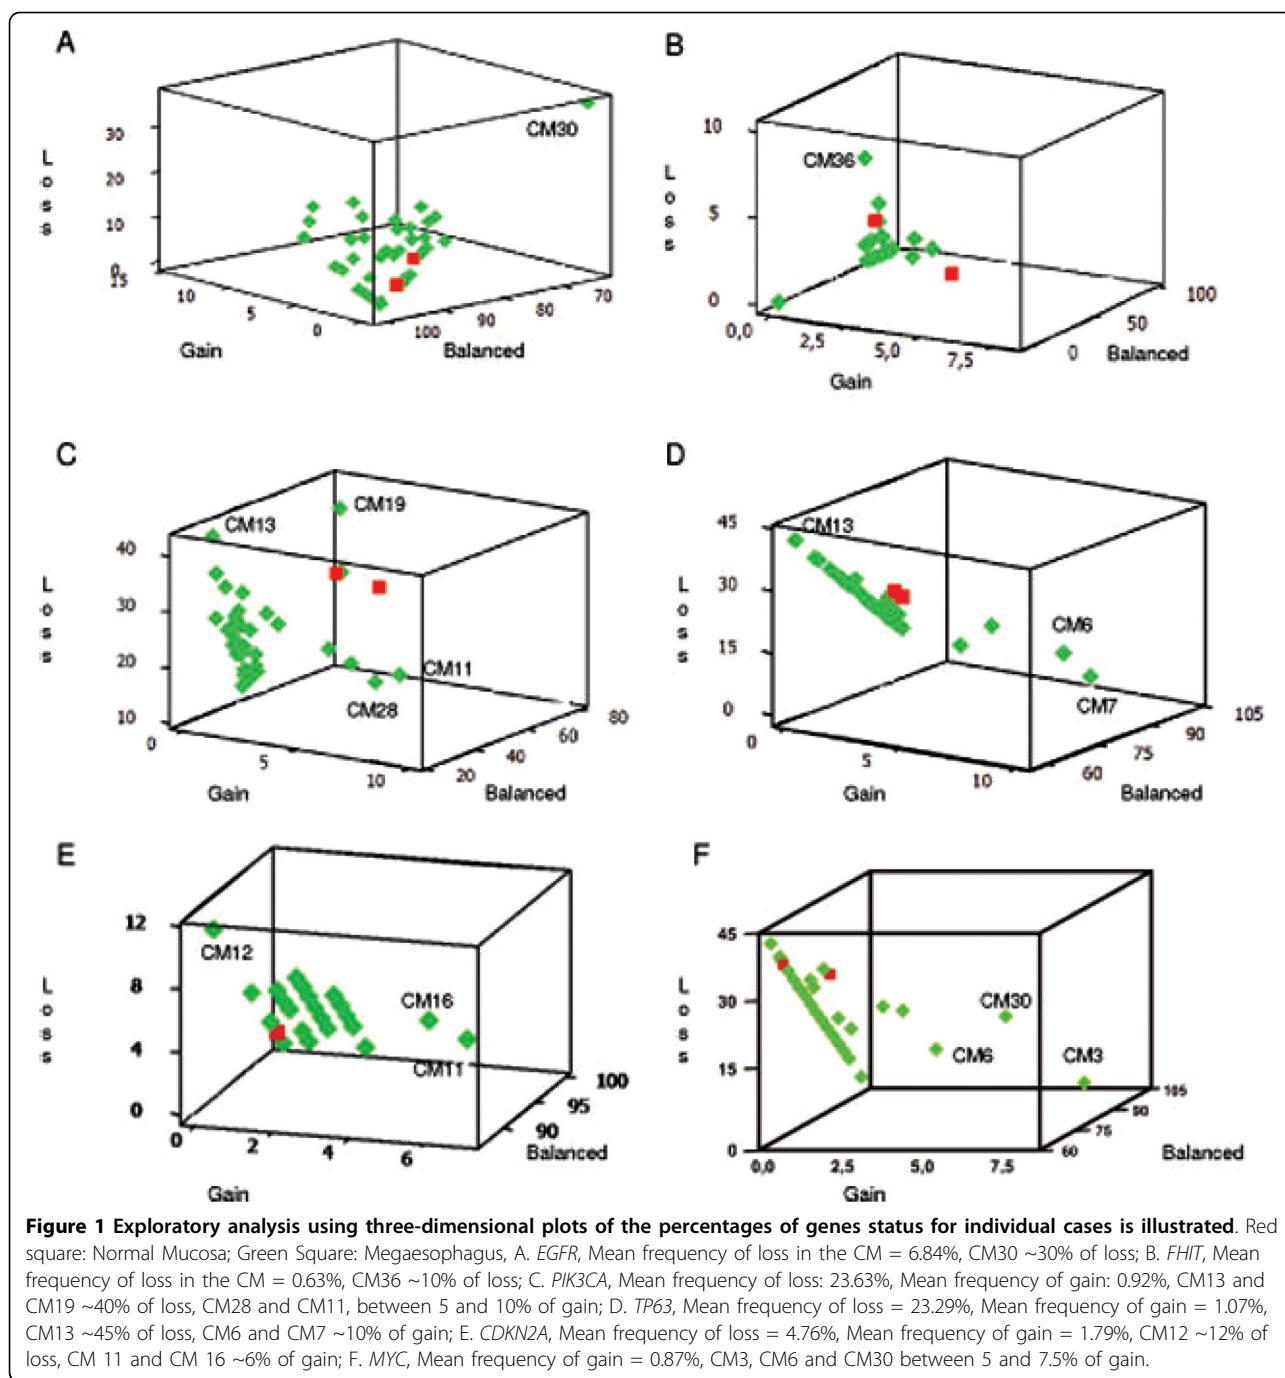 A
30
20
10
0
15
10
5
0
100
90
80
70
Loss
Gain
Balanced
CM30
B
10
5
0
0,0
2,5
5,0
7,5
0
50
100
Loss
Gain
Balanced
CM36
C
40
30
20
10
0
5
10
20
40
60
80
Loss
Gain
Balanced
CM13
CM19
CM11
CM28
D
45
30
15
0
0
5
10
60
75
90
105
Loss
Gain
Balanced
CM13
CM6
CM7
E
12
8
4
0
0
2
4
6
90
95
100
Loss
Gain
Balanced
CM12
CM16
CM11
F
45
30
15
0
0,0
2,5
5,0
7,5
60
75
90
105
Loss
Gain
Balanced
CM30
CM6
CM3
Figure 1 Exploratory analysis using three-dimensional plots of the percentages of genes status for individual cases is illustrated. Red
square: Normal Mucosa; Green Square: Megaesophagus, A. EGFR, Mean frequency of loss in the CM = 6.84%, CM30 ~30% of loss; B. FHIT, Mean
frequency of loss in the CM = 0.63%, CM36 ~10% of loss; C. PIK3CA, Mean frequency of loss: 23.63%, Mean frequency of gain: 0.92%, CM13 and
CM19 ~40% of loss, CM28 and CM11, between 5 and 10% of gain; D. TP63, Mean frequency of loss = 23.29%, Mean frequency of gain = 1.07%,
CM13 ~45% of loss, CM6 and CM7 ~10% of gain; E. CDKN2A, Mean frequency of loss = 4.76%, Mean frequency of gain = 1.79%, CM12 ~12% of
loss, CM 11 and CM 16 ~6% of gain; F. MYC, Mean frequency of gain = 0.87%, CM3, CM6 and CM30 between 5 and 7.5% of gain.